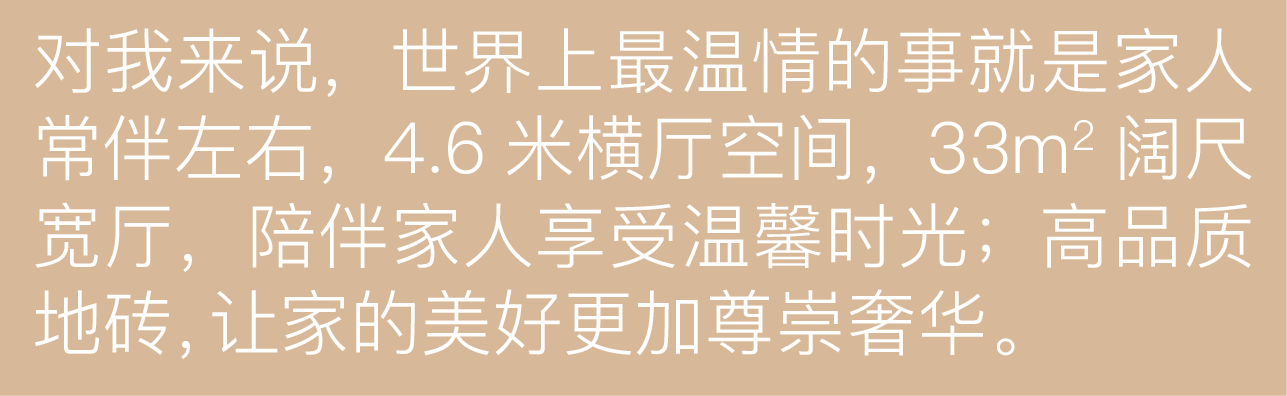 对我来说，世界上最温情的事就是家人
常伴左右，4.6 米横厅空间，33m² 阔尺
宽厅，陪伴家人享受温馨时光；高品质
地砖，让家的美好更加尊崇奢华。